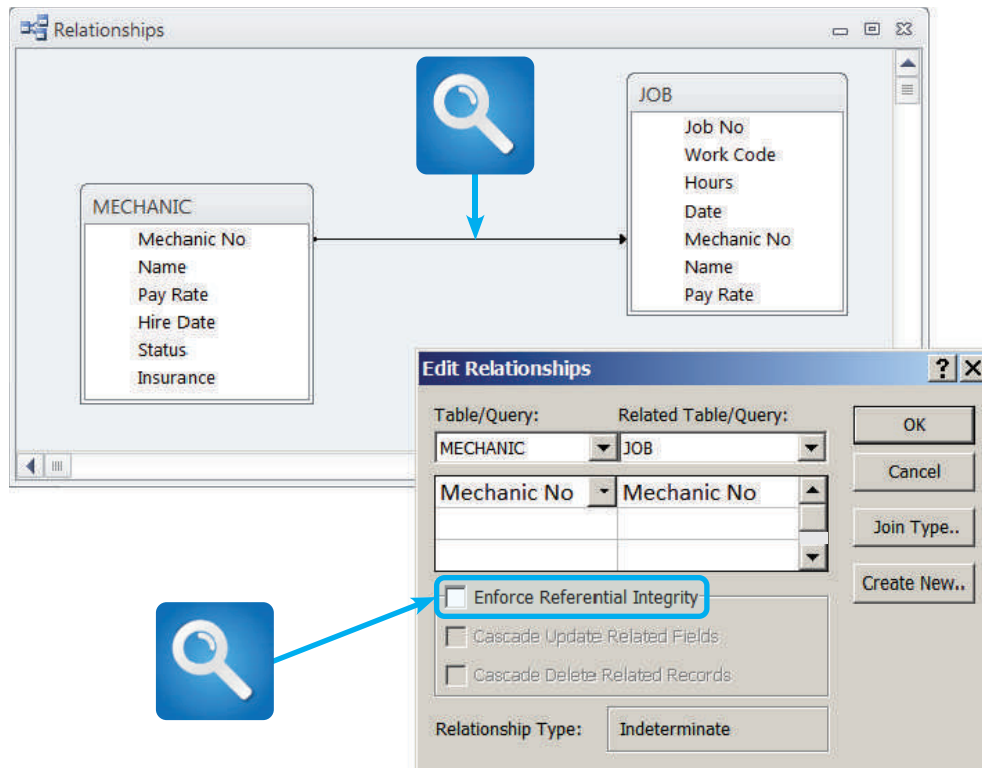 Relationships
JOB
Job No
Work Code
Hours
Date
Mechanic No
Name
Pay Rate
MECHANIC
Mechanic No
Name
Pay Rate
Hire Date
Status
Insurance
Edit Relationships
Table/Query: Related Table/Query:
MECHANIC JOB
Mechanic No Mechanic No
Enforce Referential Integrity
Cascade Update Related Fields
Cascade Delete Related Records
Relationship Type: Indeterminate
OK
Cancel
Join Type..
Create New..